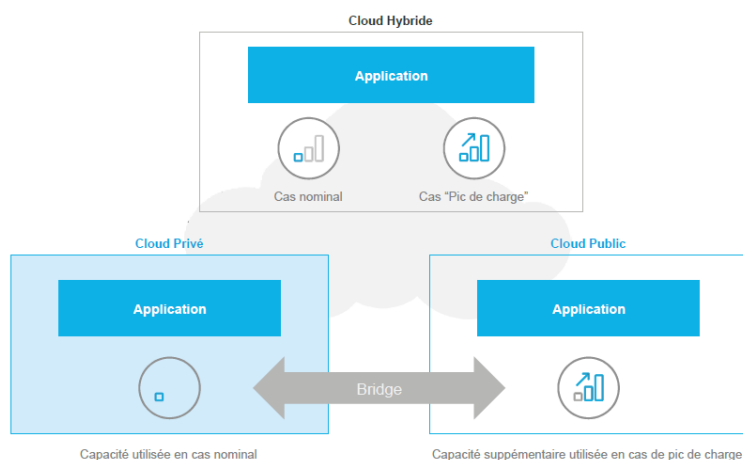 Cloud Hybride
Application
Cas nominal
Cas "Pic de charge"
Cloud Privé
Cloud Public
Application
Application
Bridge
Capacité utilisée en cas nominal
Capacité suppémentaire utilisée en cas de pic de charge